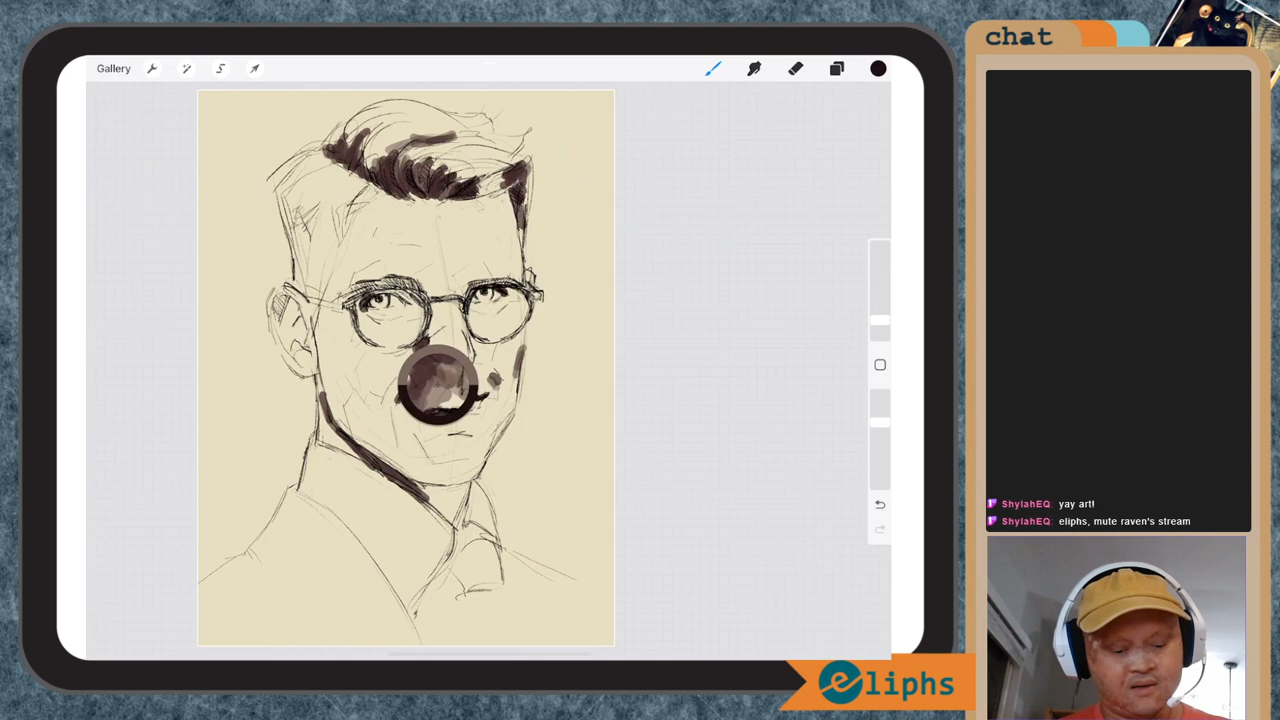 Gallery
chat
ShylahEQ: yay art!
ShylahEQ: eliphs, mute raven's stream
eliphs